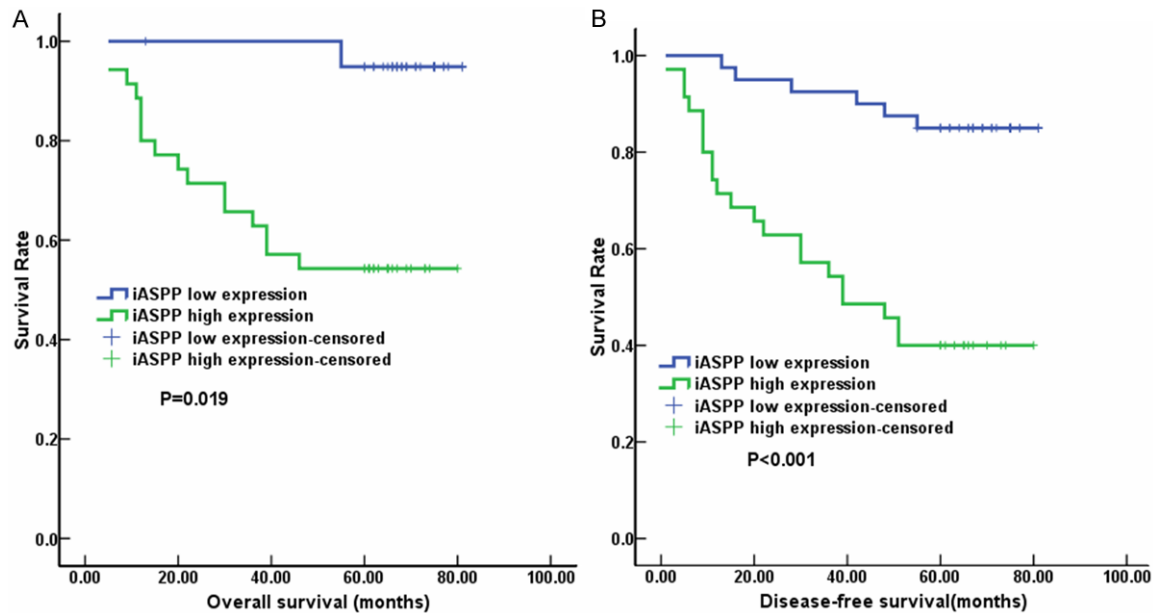 A
1.0
0.8
0.6
0.4
0.2
0.0
Survival Rate
iASPP low expression
iASPP high expression
iASPP low expression-censored
iASPP high expression-censored
P=0.019
0.00 20.00 40.00 60.00 80.00 100.00
Overall survival (months)
B
1.0
0.8
0.6
0.4
0.2
0.0
Survival Rate
iASPP low expression
iASPP high expression
iASPP low expression-censored
iASPP high expression-censored
P<0.001
0.00 20.00 40.00 60.00 80.00 100.00
Disease-free survival(months)